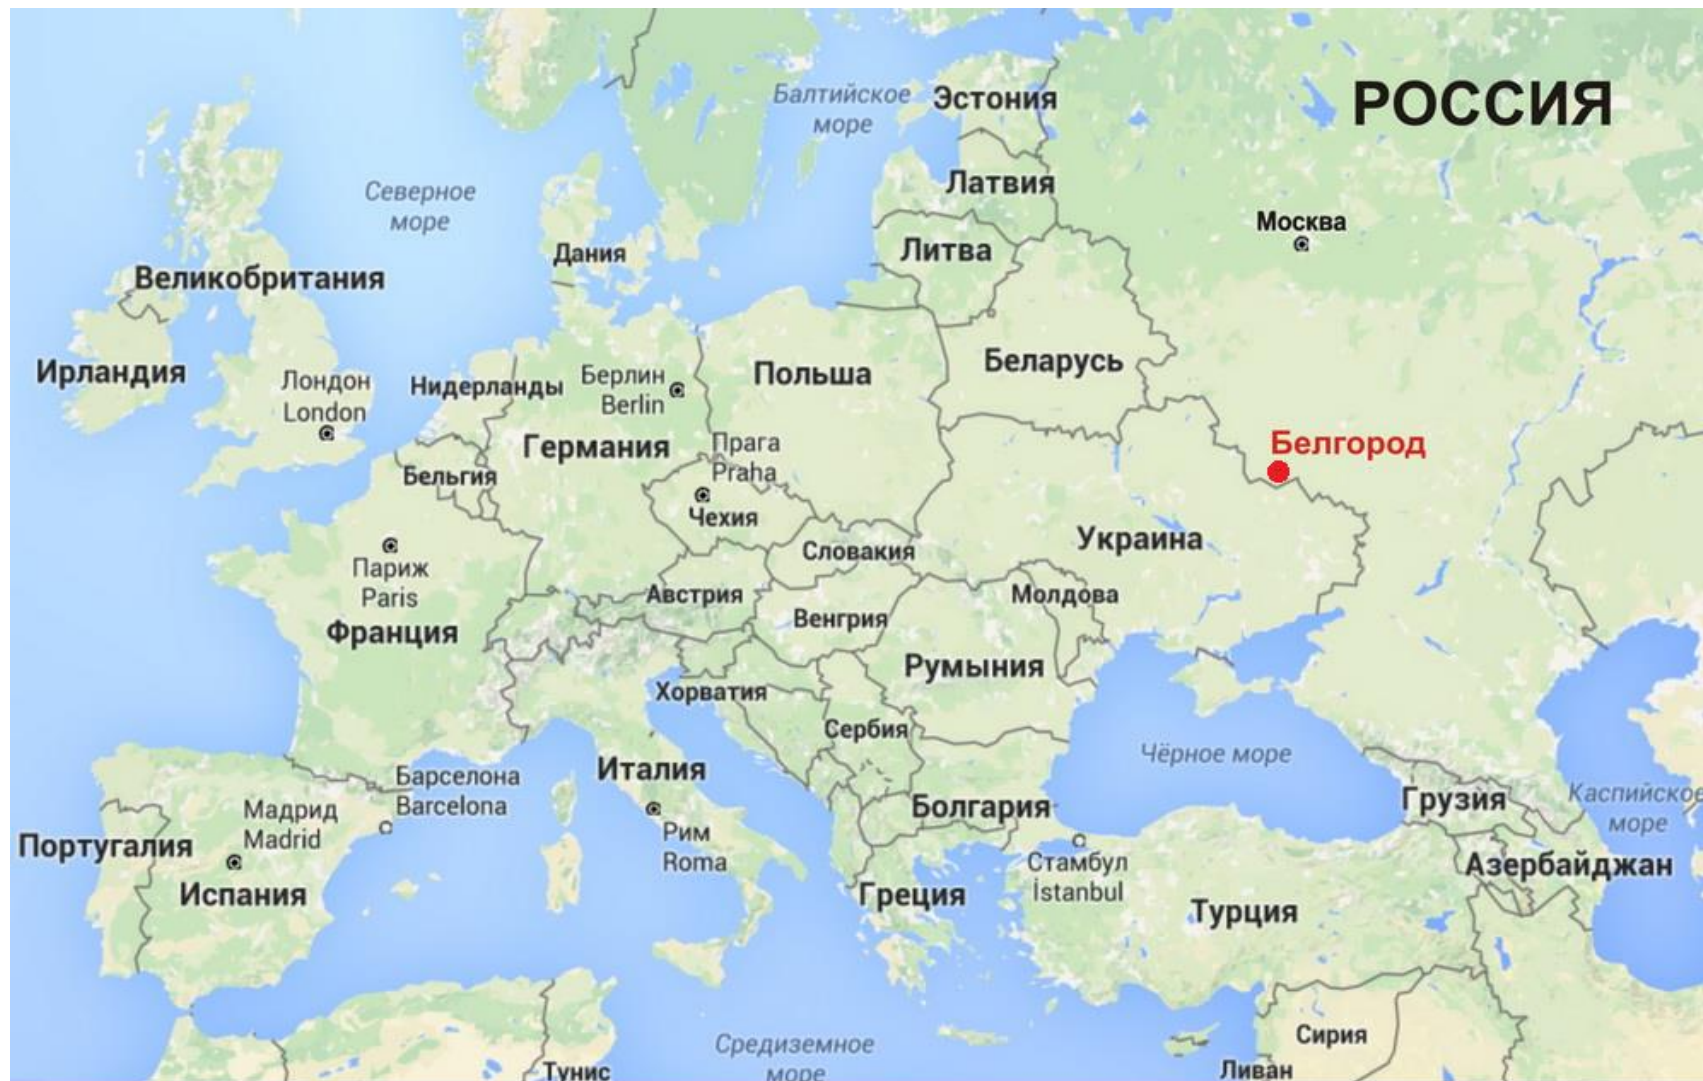 РОССИЯ
Балтийское
море
Эстония
Северное
море
Латвия
Москва
Дания
Литва
Великобритания
Ирландия
Лондон
London
Нидерланды
Берлин
Berlin
Польша
Беларусь
Германия
Прага
Praha
Белгород
Бельгия
Чехия
Париж
Paris
Словакия
Украина
Австрия
Молдова
Франция
Венгрия
Румыния
Хорватия
Сербия
Чёрное море
Италия
Барселона
Barcelona
Мадрид
Madrid
Болгария
Грузия
Каспийское
море
Португалия
Рим
Roma
Стамбул
İstanbul
Азербайджан
Испания
Греция
Турция
Средиземное
море
Сирия
Тунис
Ливан